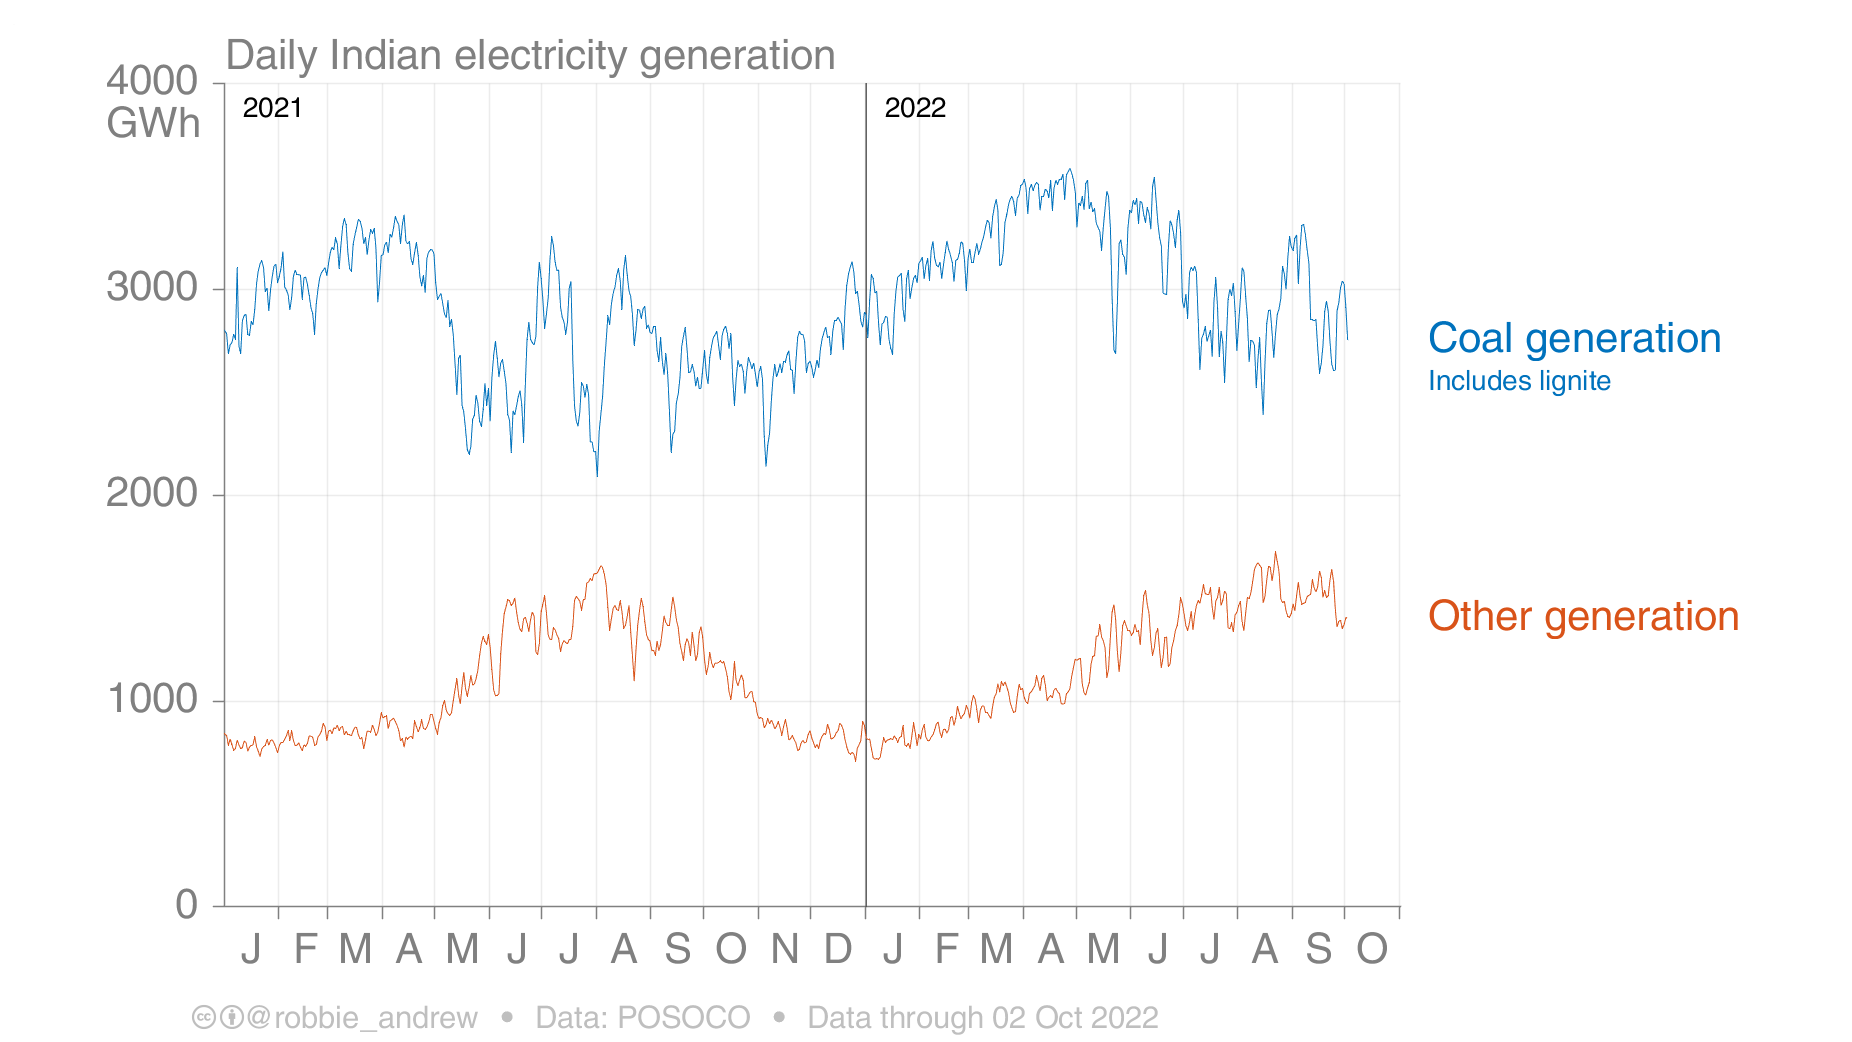 Daily Indian electricity generation
4000
GWh
2021
2022
3000
Coal generation
Includes lignite
2000
Other generation
1000
0
J F M A M J J A S O N D J F M A M J J A S O
@robbie_andrew • Data: POSOCO • Data through 02 Oct 2022